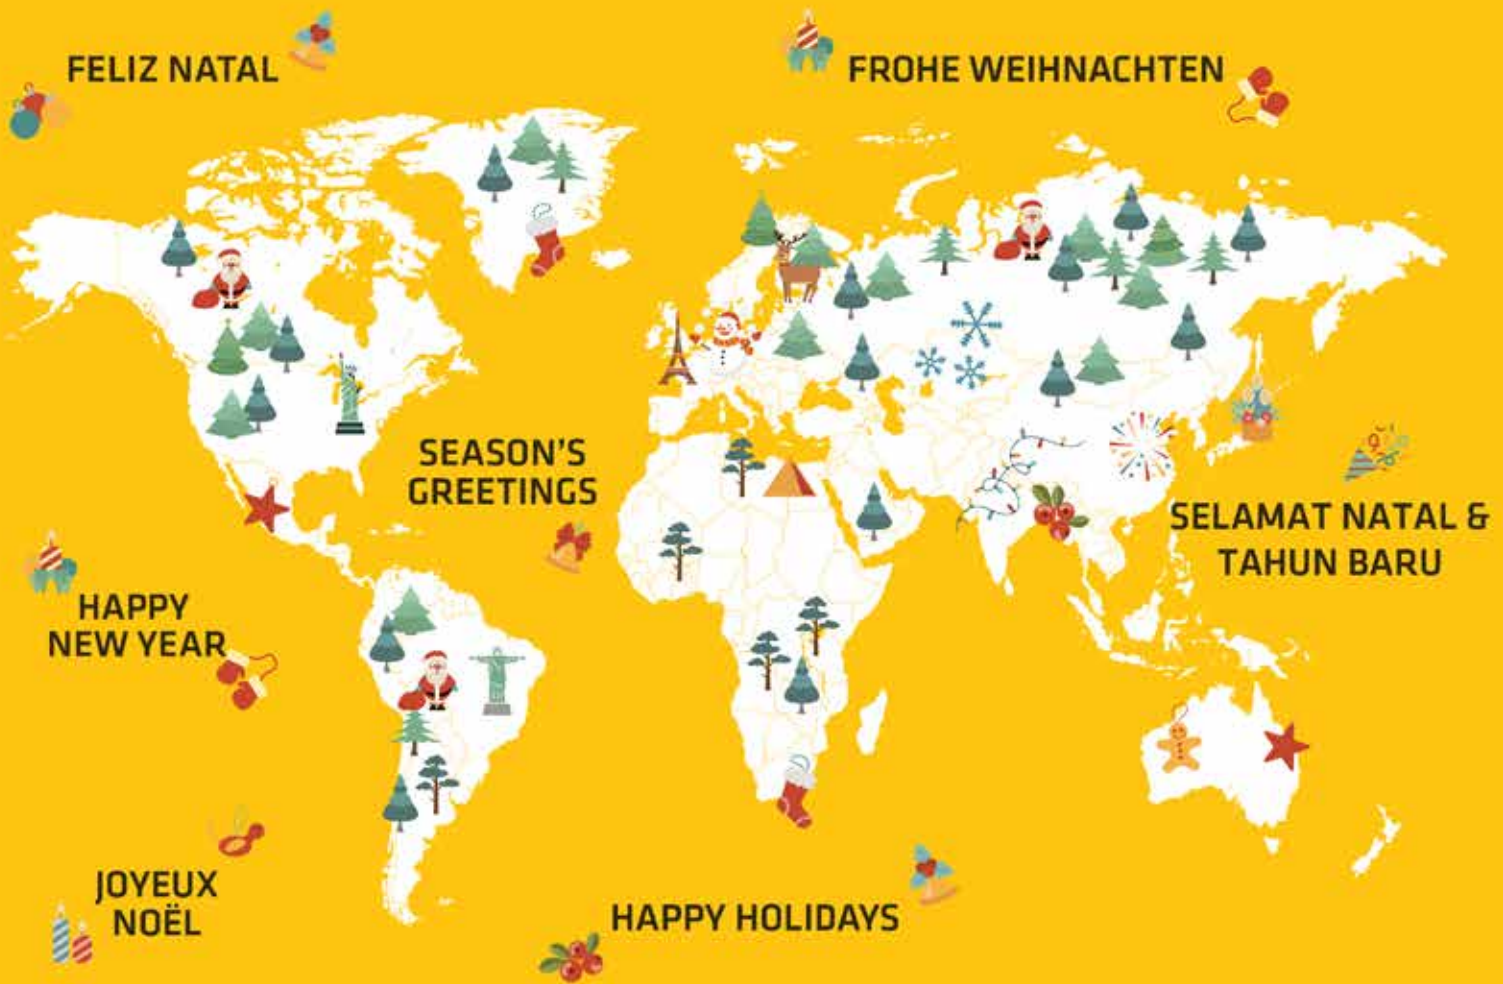 FELIZ NATAL
FROHE WEIHNACHTEN
SEASON'S
GREETINGS
SELAMAT NATAL &
TAHUN BARU
HAPPY
NEW YEAR
JOYEUX
NOËL
HAPPY HOLIDAYS